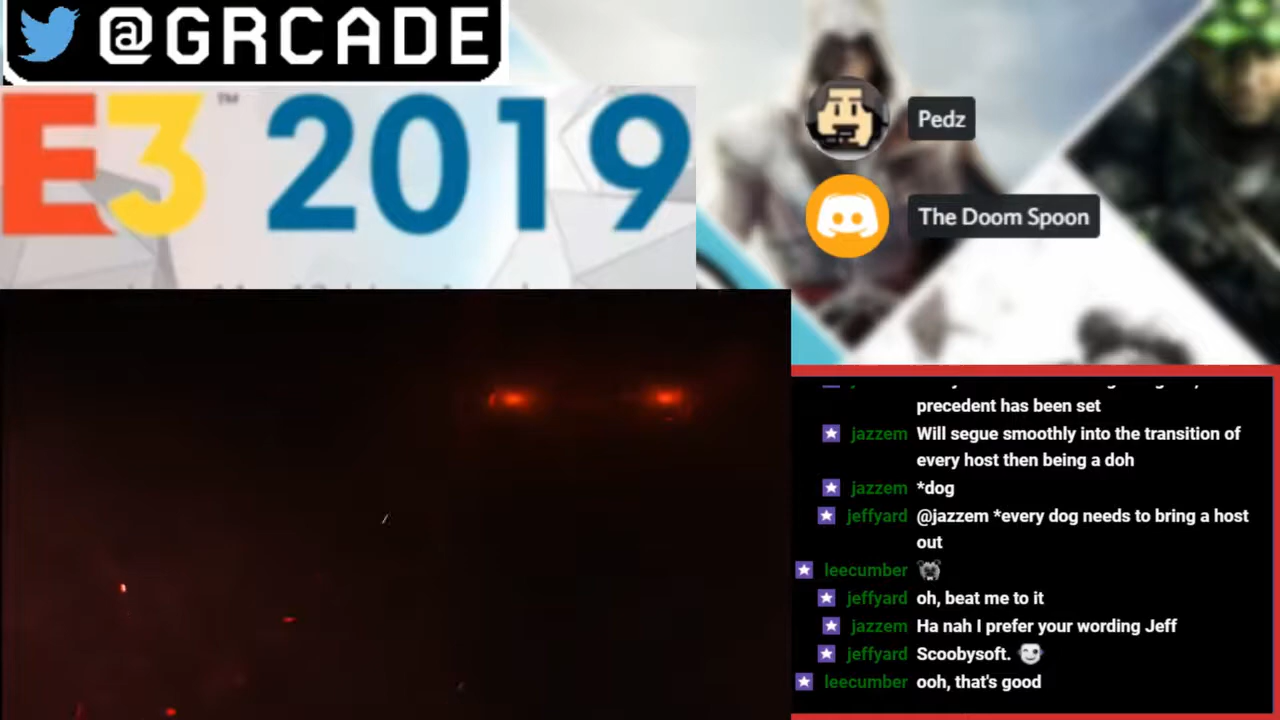 @GRCADE
E3™ 2019
Pedz
The Doom Spoon
precedent has been set
jazzem Will segue smoothly into the transition of
every host then being a doh
jazzem *dog
jeffyard @jazzem *every dog needs to bring a host
out
leecumber
jeffyard oh, beat me to it
jazzem Ha nah I prefer your wording Jeff
jeffyard Scoobysoft.
leecumber ooh, that's good